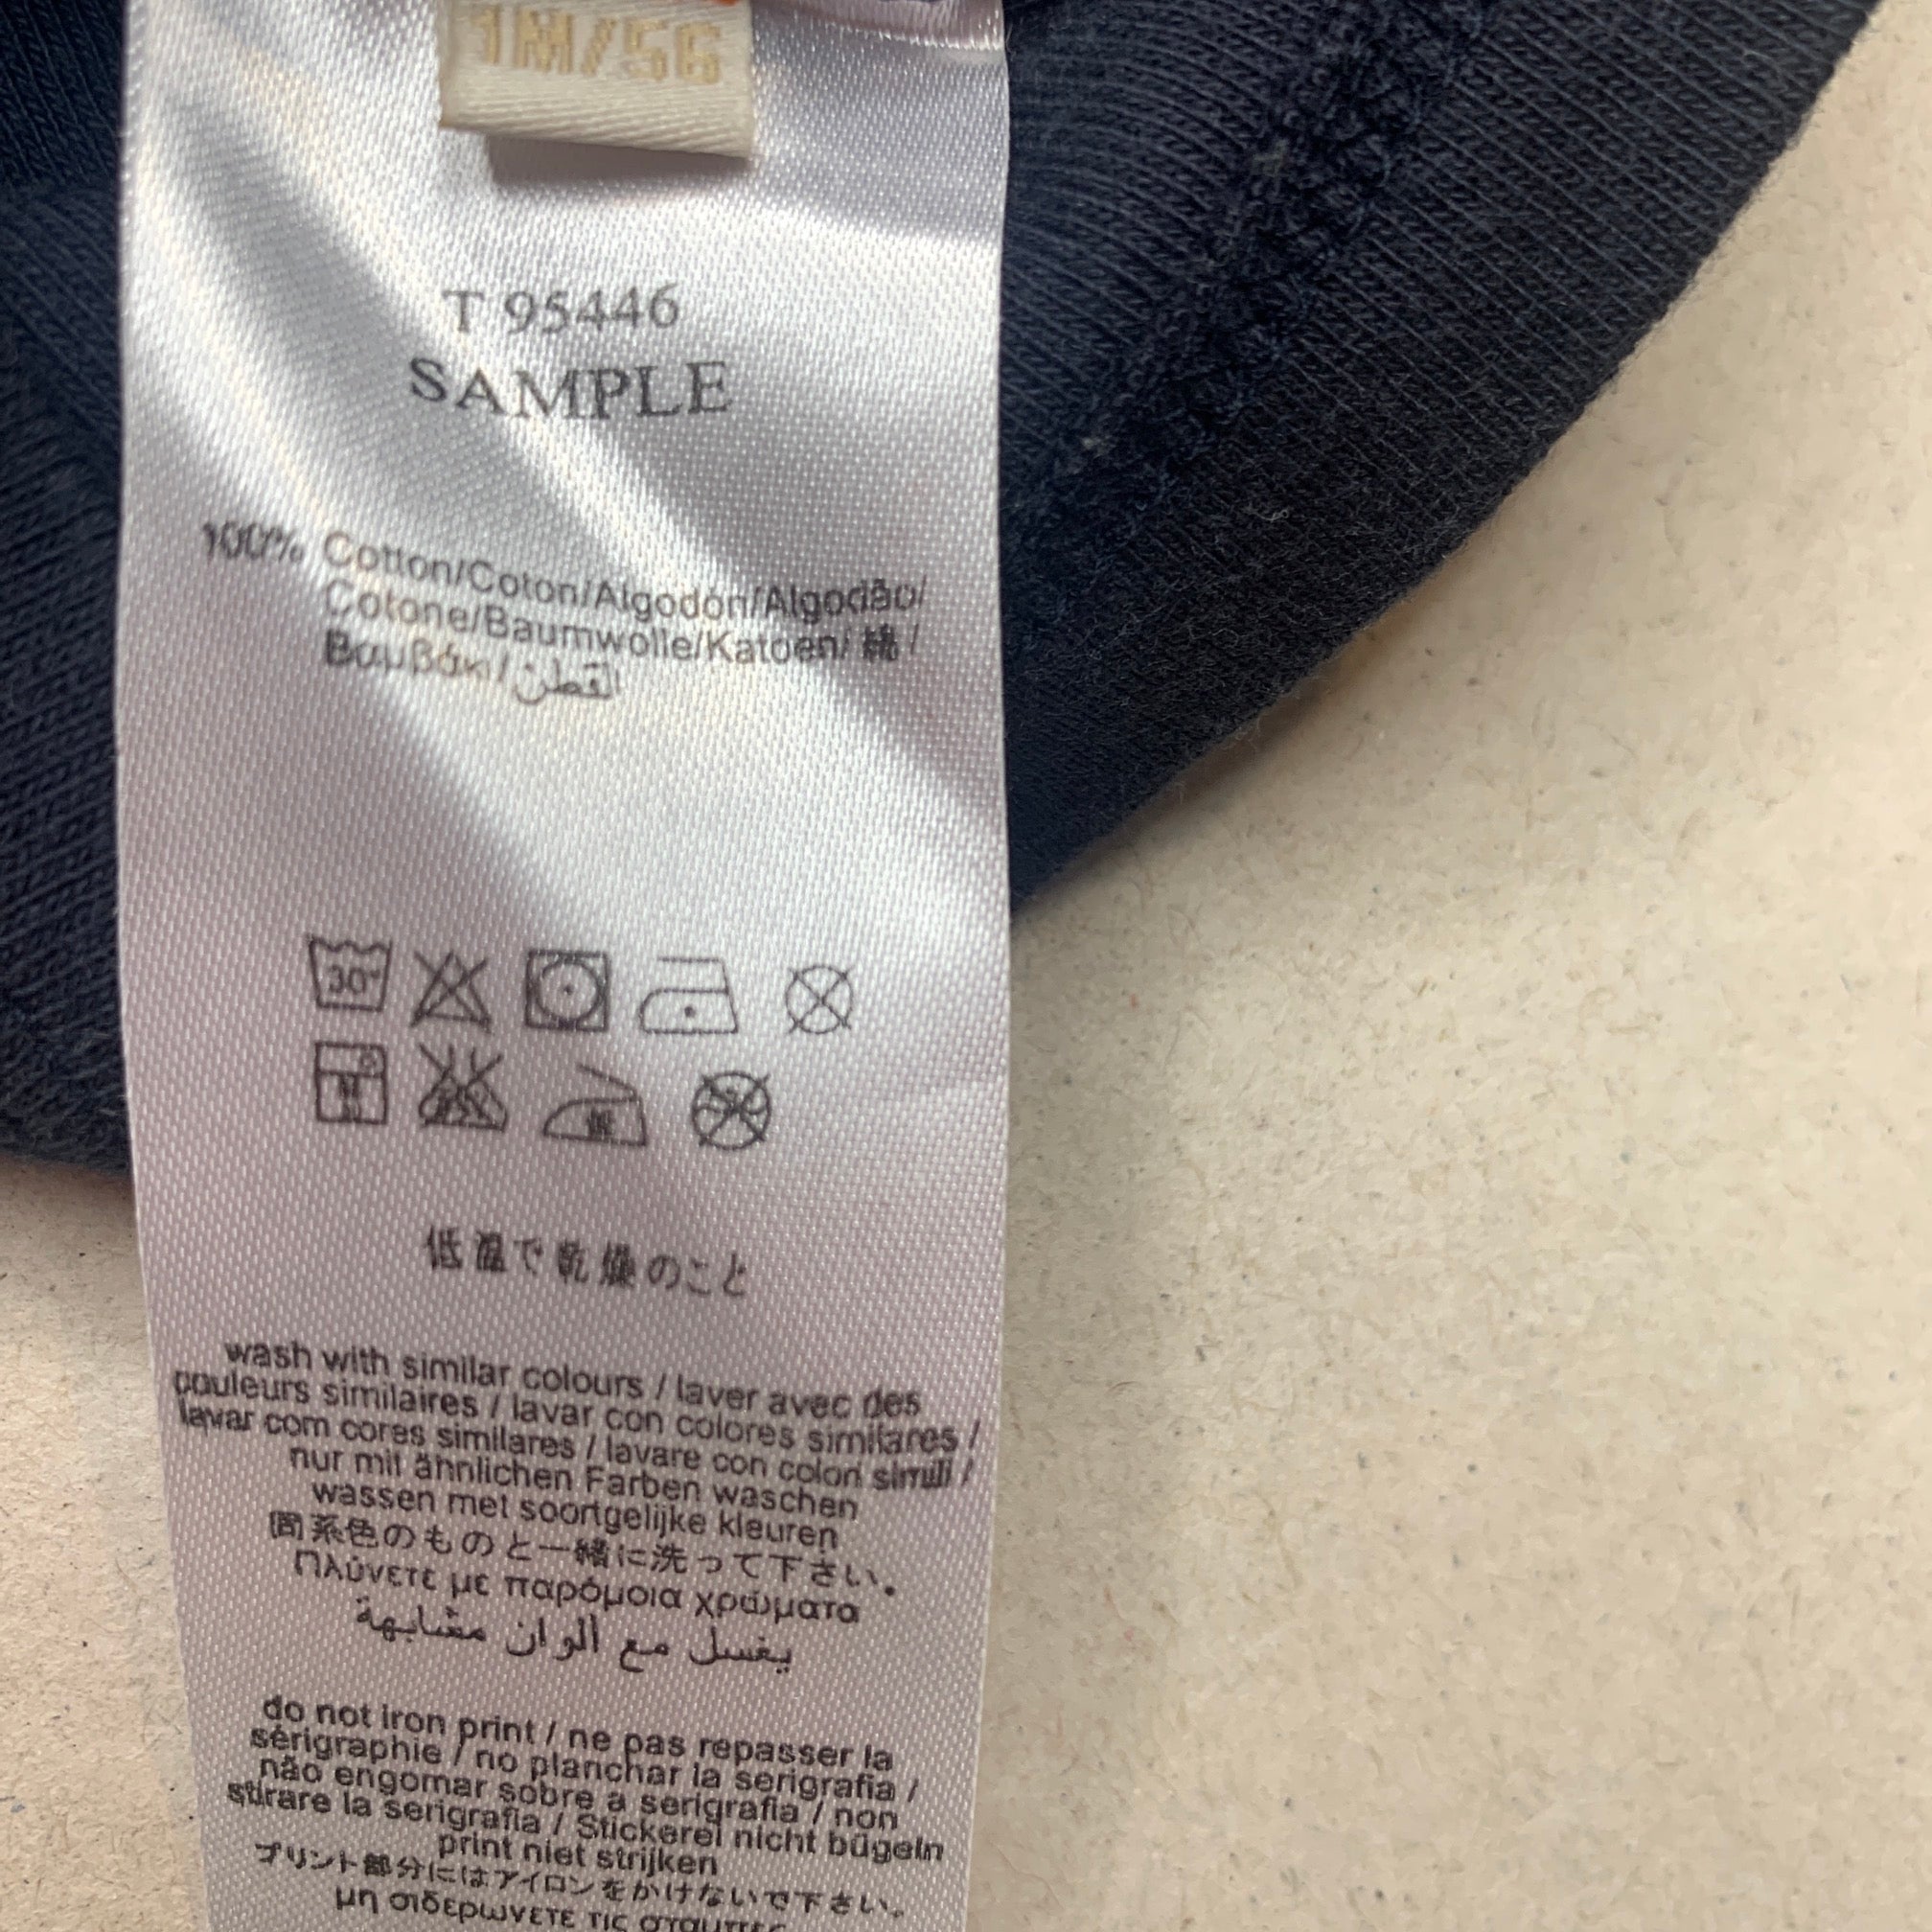 1M/56
T 95446
SAMPLE
100% Cotton/Coton/Algodón/Algodão/
Cotone/Baumwolle/Katoen/ 綿 /
Βαμβάκι/القطن
30°
低温で乾燥のこと
wash with similar colours / laver avec des
couleurs similaires / lavar con colores similares /
lavar com cores similares / lavare con colori simili /
nur mit ähnlichen Farben waschen
wassen met soortgelijke kleuren
同系色のものと一緒に洗って下さい。
Πλύνετε με παρόμοια χρώματα
يغسل مع الوان مشابهة
do not iron print / ne pas repasser la
sérigraphie / no planchar la serigrafia /
não engomar sobre a serigrafia / non
stirare la serigrafia / Stickerei nicht bügeln
print niet strijken
プリント部分にはアイロンをかけないで下さい。
μη σιδερωνετε τις σταμπες